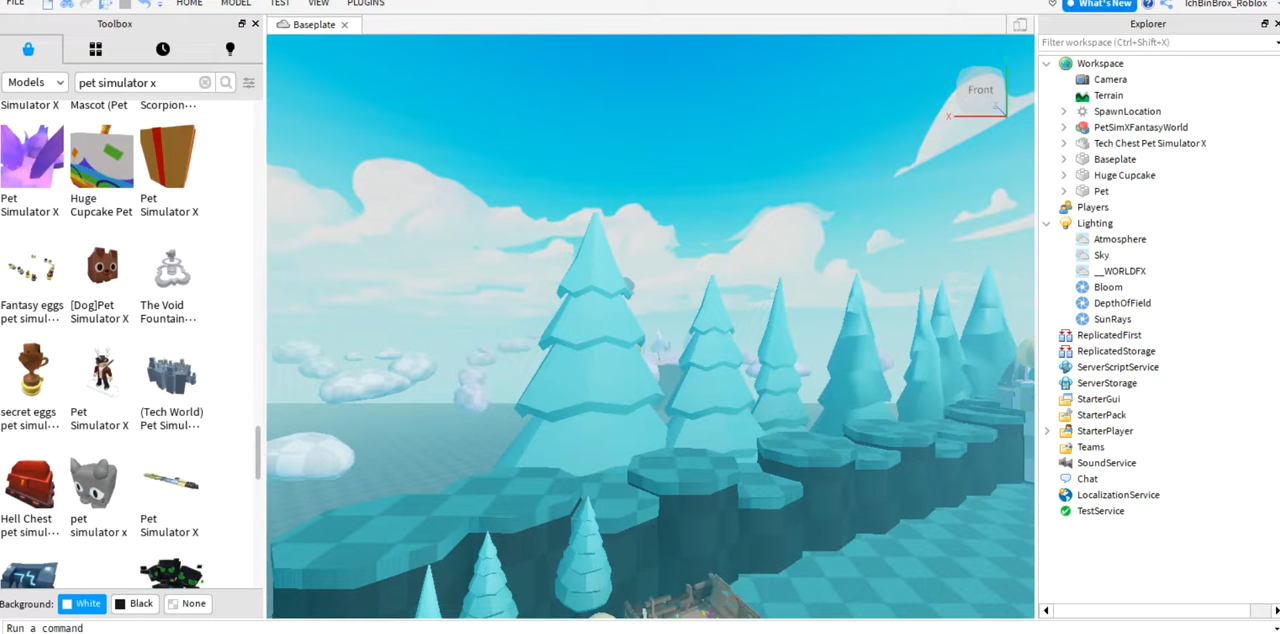 FILE HOME MODEL TEST VIEW PLUGINS What's New IchBinBrox_Roblox
Toolbox
Models pet simulator x
Simulator X Mascot (Pet Scorpion...
Pet Huge Pet
Simulator X Cupcake Pet Simulator X
Fantasy eggs [Dog]Pet The Void
pet simul... Simulator X Fountain...
secret eggs Pet (Tech World)
pet simul... Simulator X Pet Simul...
Hell Chest pet Pet
pet simul... simulator x Simulator X
Background: White Black None
Run a command
Baseplate
Front
X
Explorer
Filter workspace (Ctrl+Shift+X)
Workspace
Camera
Terrain
SpawnLocation
PetSimXFantasyWorld
Tech Chest Pet Simulator X
Baseplate
Huge Cupcake
Pet
Players
Lighting
Atmosphere
Sky
__WORLDFX
Bloom
DepthOfField
SunRays
ReplicatedFirst
ReplicatedStorage
ServerScriptService
ServerStorage
StarterGui
StarterPack
StarterPlayer
Teams
SoundService
Chat
LocalizationService
TestService